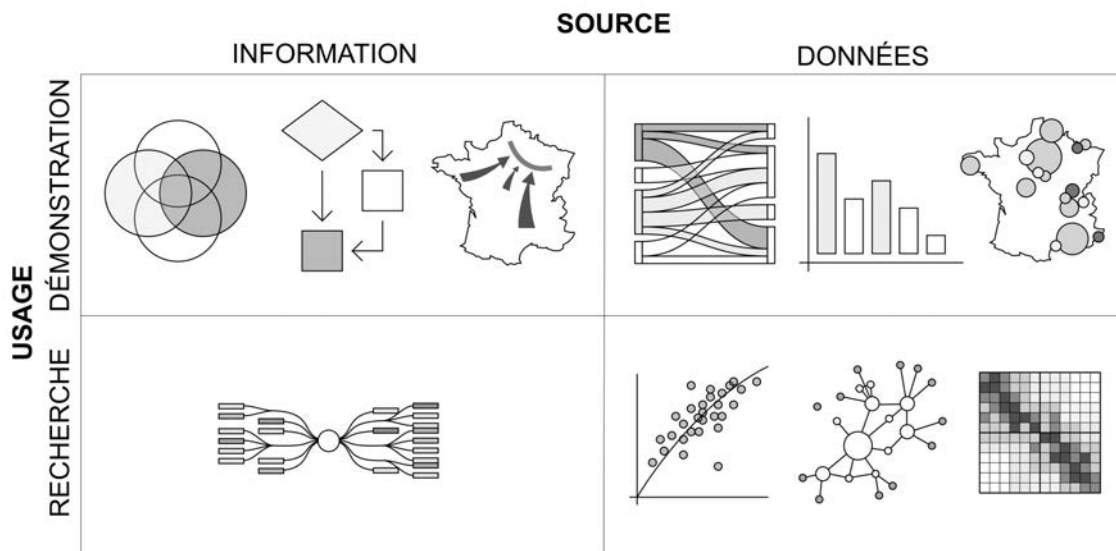 SOURCE
INFORMATION
DONNÉES
USAGE
DÉMONSTRATION
RECHERCHE